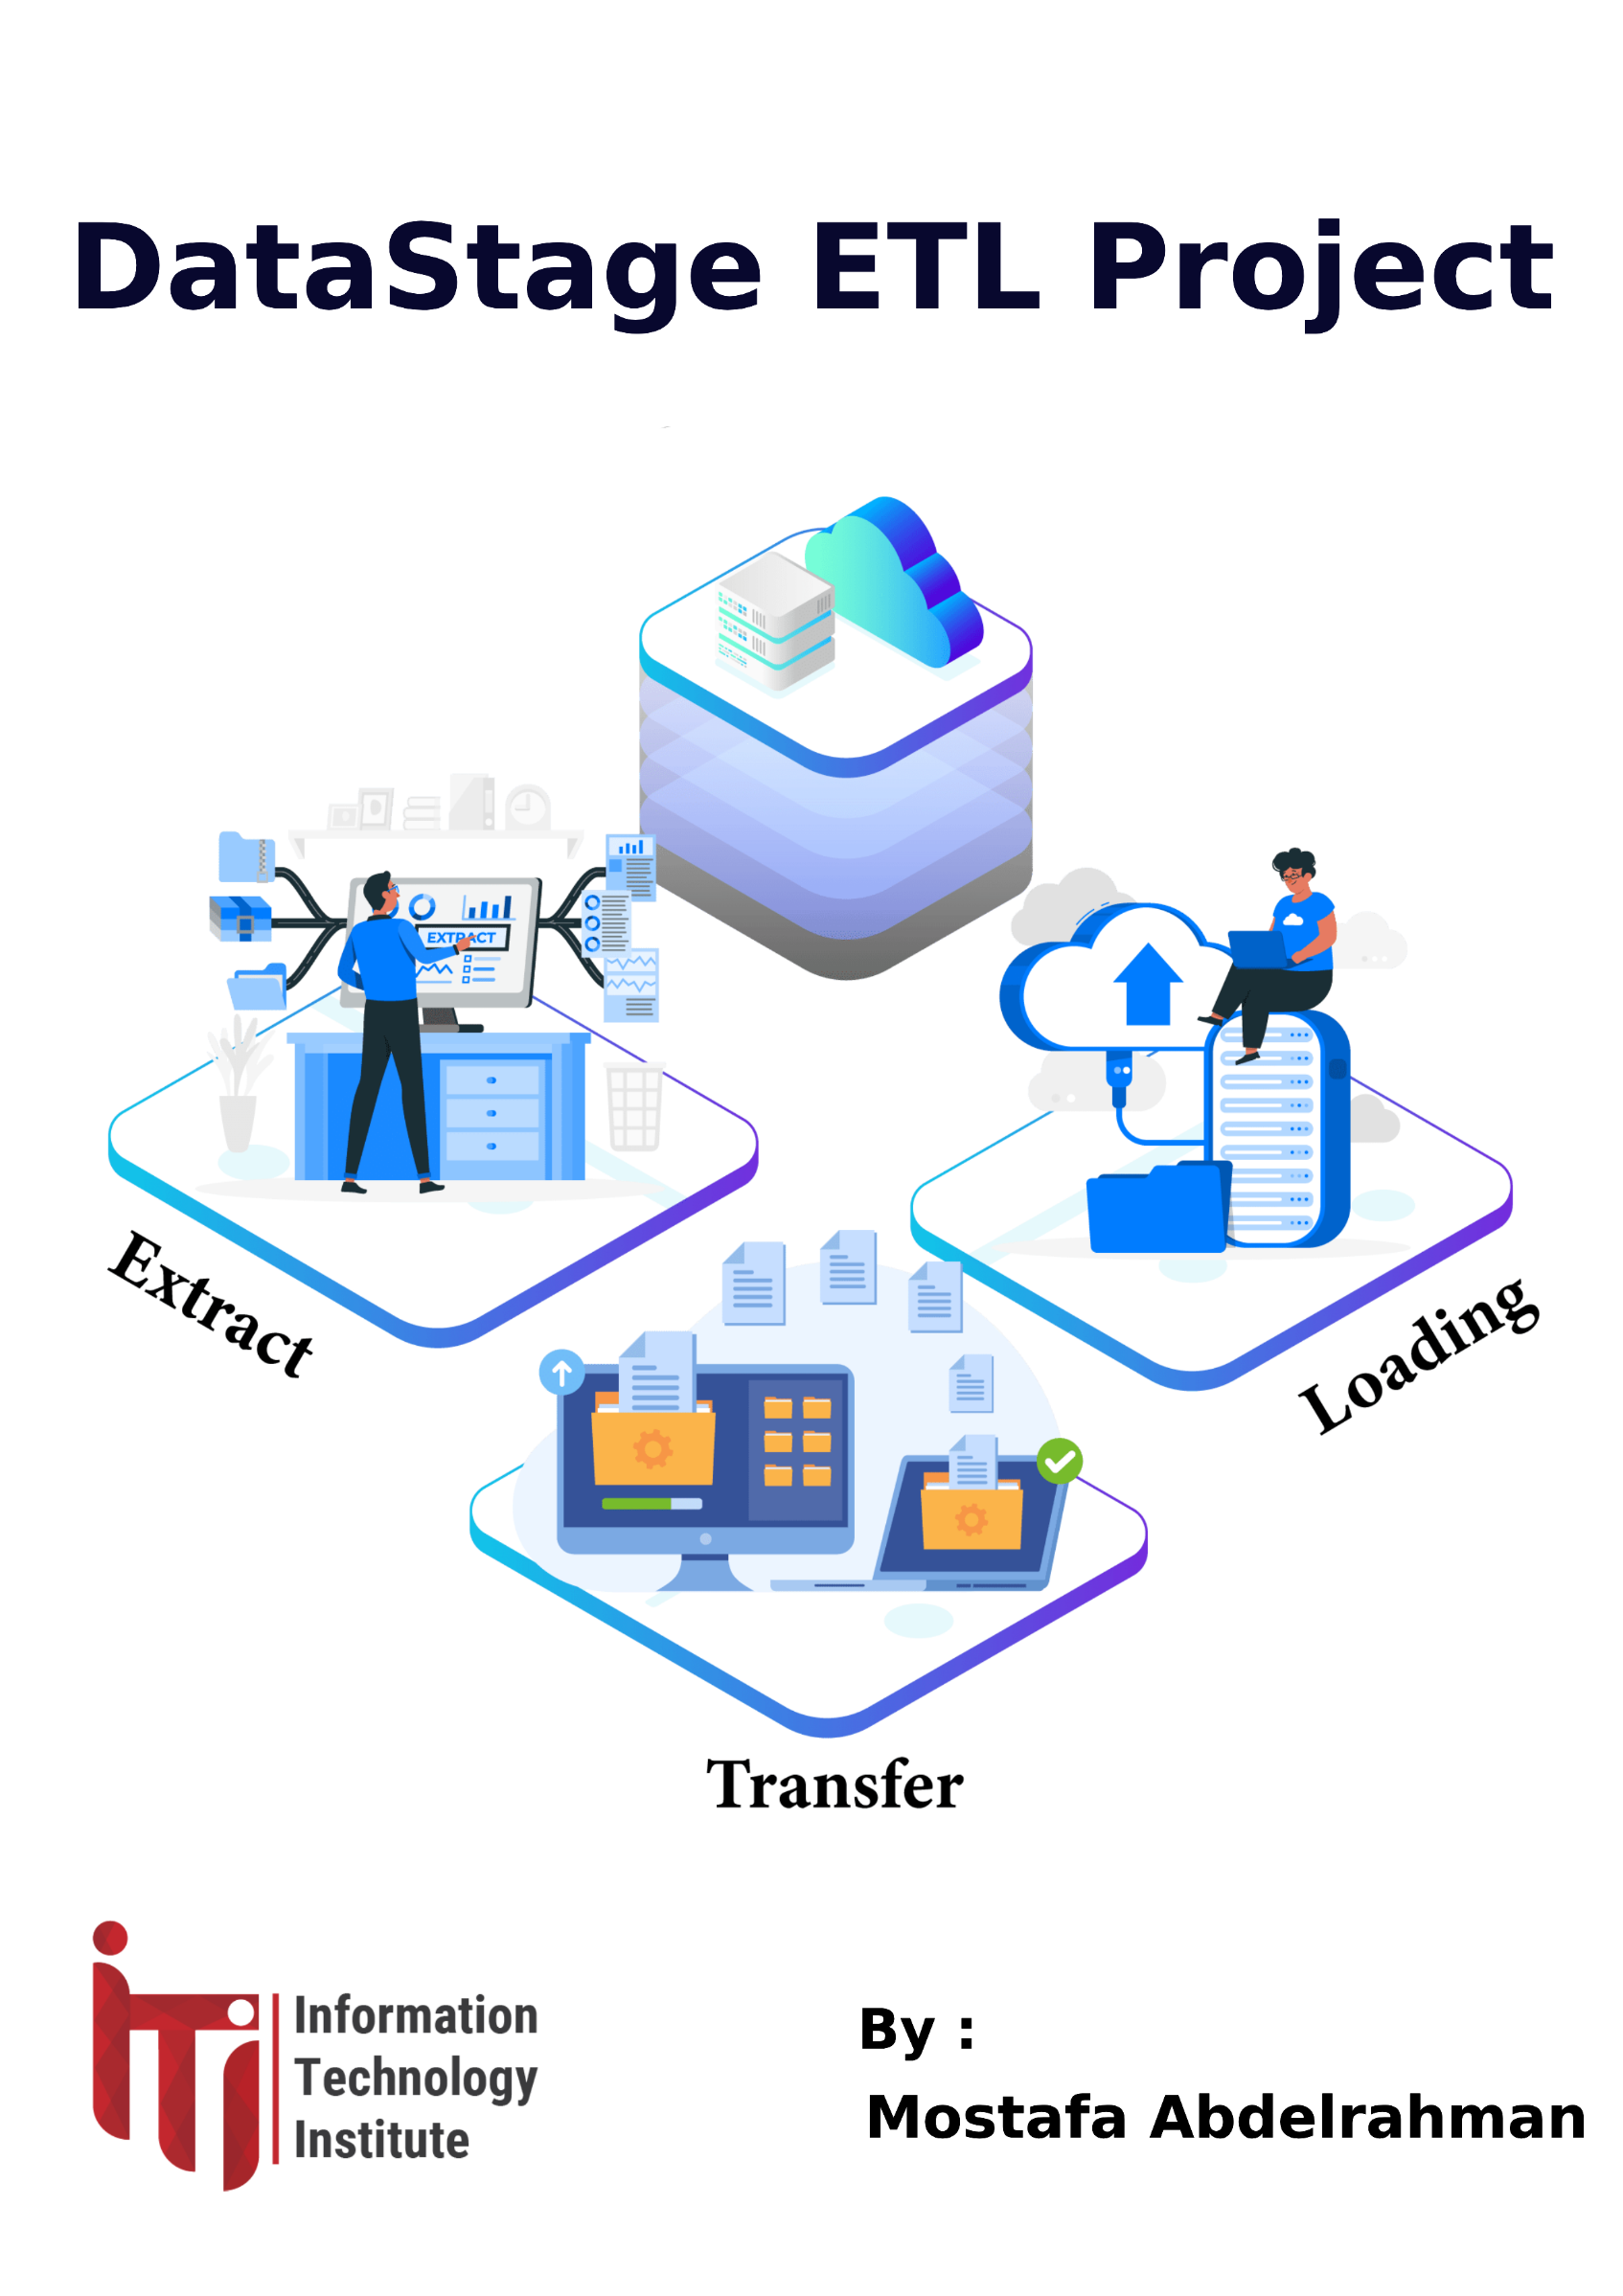 DataStage ETL Project
EXTRACT
Extract
Loading
Transfer
Information
Technology
Institute
By :
Mostafa Abdelrahman